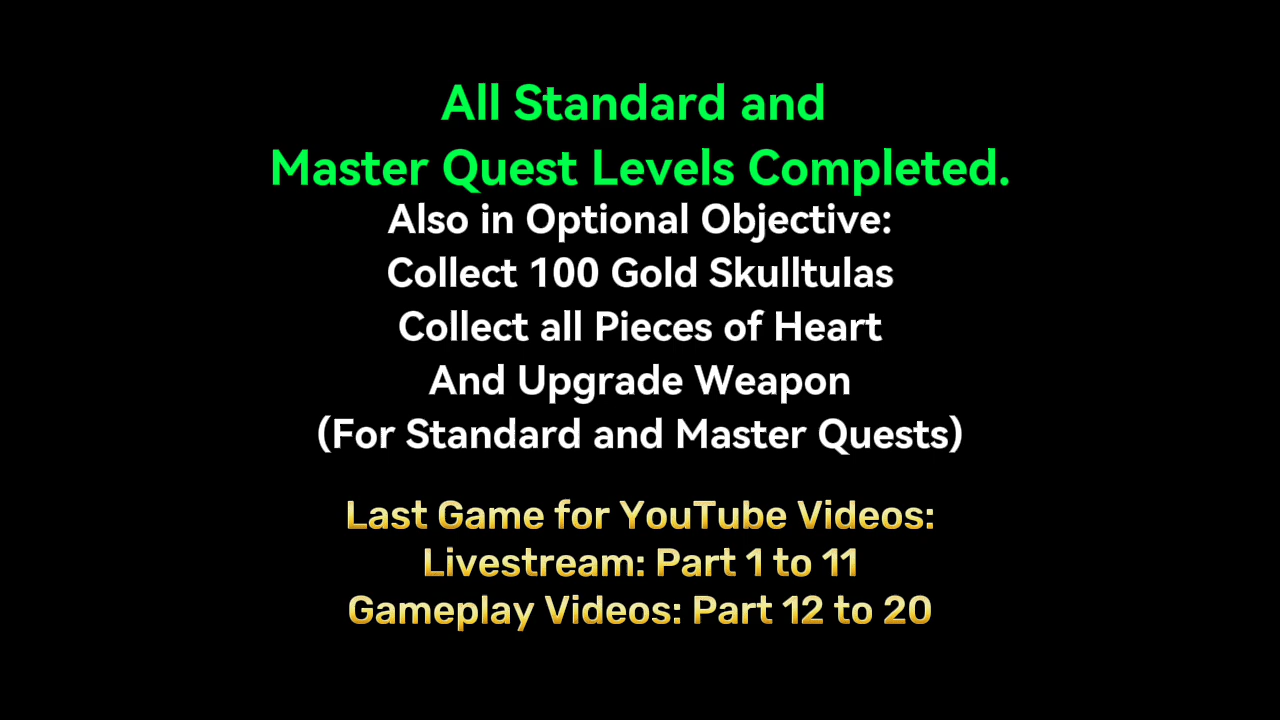 All Standard and
Master Quest Levels Completed.
Also in Optional Objective:
Collect 100 Gold Skulltulas
Collect all Pieces of Heart
And Upgrade Weapon
(For Standard and Master Quests)
Last Game for YouTube Videos:
Livestream: Part 1 to 11
Gameplay Videos: Part 12 to 20